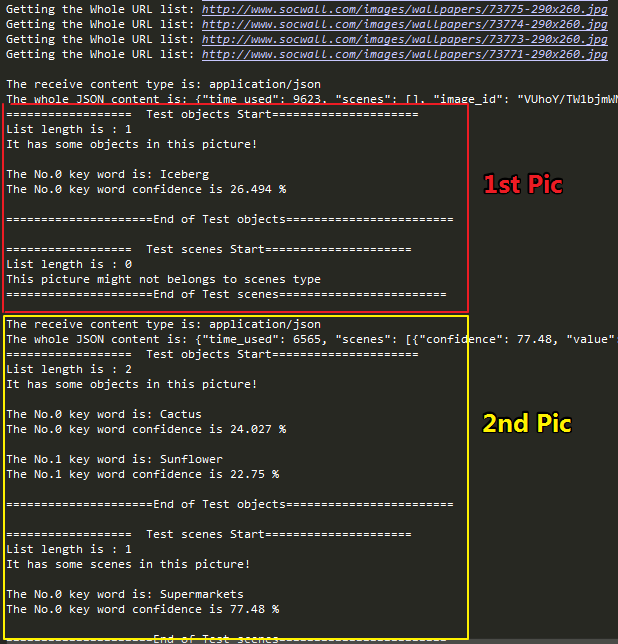 Getting the Whole URL list: http://www.socwall.com/images/wallpapers/73775-290x260.jpg
Getting the Whole URL list: http://www.socwall.com/images/wallpapers/73774-290x260.jpg
Getting the Whole URL list: http://www.socwall.com/images/wallpapers/73773-290x260.jpg
Getting the Whole URL list: http://www.socwall.com/images/wallpapers/73771-290x260.jpg
The receive content type is: application/json
The whole JSON content is: {"time_used": 9623, "scenes": [], "image_id": "VUhoY/TW1bjmWN
================== Test objects Start=====================
List length is : 1
It has some objects in this picture!
The No.0 key word is: Iceberg
The No.0 key word confidence is 26.494 %
1st Pic
=====================End of Test objects========================
================== Test scenes Start=====================
List length is : 0
This picture might not belongs to scenes type
=====================End of Test scenes========================
The receive content type is: application/json
The whole JSON content is: {"time_used": 6565, "scenes": [{"confidence": 77.48, "value":
================== Test objects Start=====================
List length is : 2
It has some objects in this picture!
The No.0 key word is: Cactus
The No.0 key word confidence is 24.027 %
2nd Pic
The No.1 key word is: Sunflower
The No.1 key word confidence is 22.75 %
=====================End of Test objects========================
================== Test scenes Start=====================
List length is : 1
It has some scenes in this picture!
The No.0 key word is: Supermarkets
The No.0 key word confidence is 77.48 %
=====================End of Test scenes========================